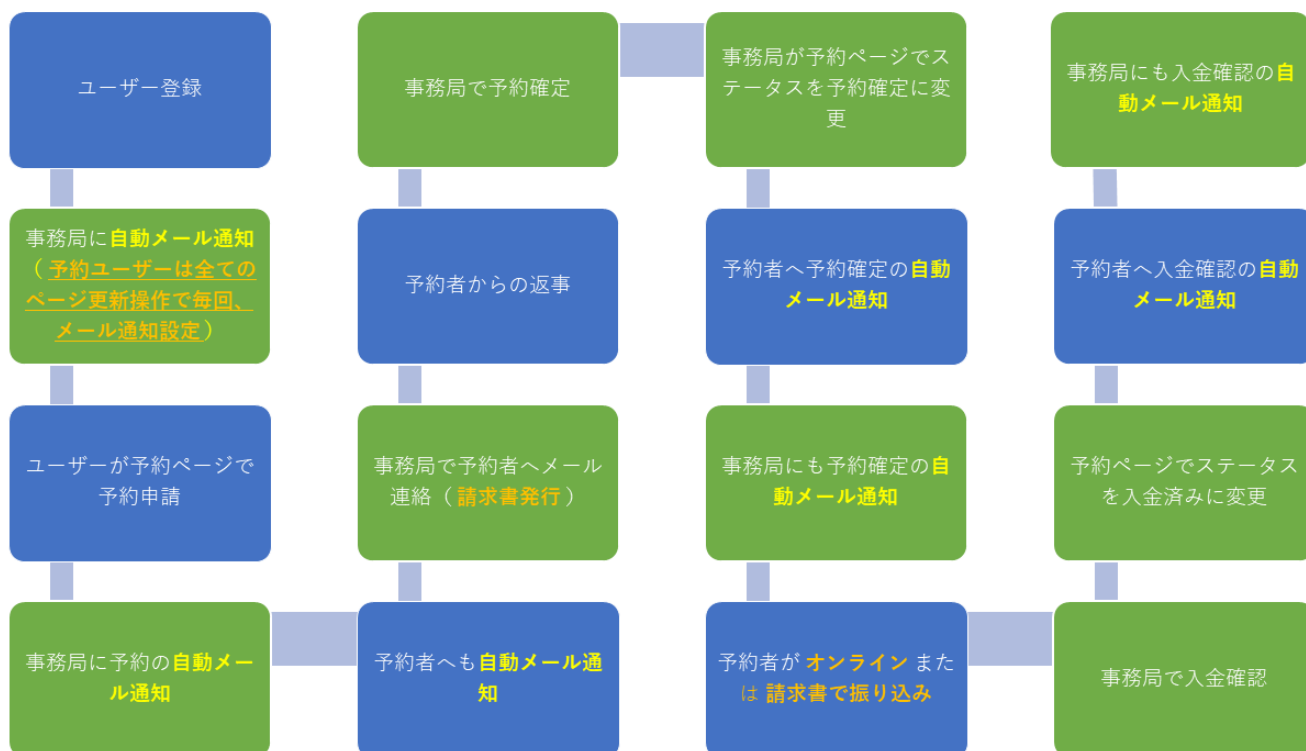 ユーザー登録
事務局に自動メール通知
（予約ユーザーは全ての
ページ更新操作で毎回、
メール通知設定）
ユーザーが予約ページで
予約申請
事務局に予約の自動メー
ル通知
予約者へも自動メール通
知
事務局で予約者へメール
連絡（請求書発行）
予約者からの返事
事務局で予約確定
事務局が予約ページでス
テータスを予約確定に変
更
予約者へ予約確定の自動
メール通知
事務局にも予約確定の自
動メール通知
予約者がオンラインまた
は請求書で振り込み
事務局で入金確認
予約ページでステータス
を入金済みに変更
予約者へ入金確認の自動
メール通知
事務局にも入金確認の自
動メール通知